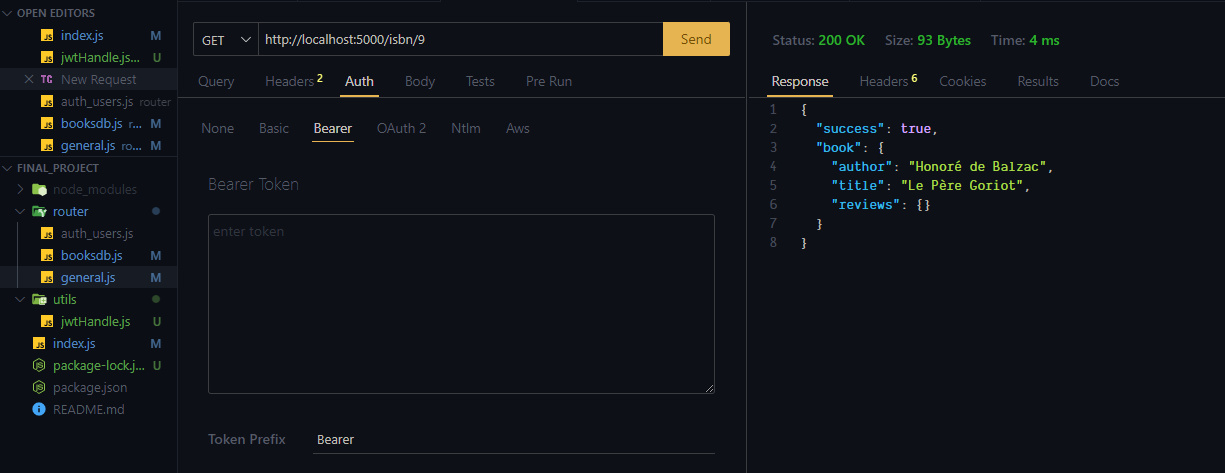 OPEN EDITORS
JS index.js M
JS jwtHandle.js... U
TC New Request
JS auth_users.js router
JS booksdb.js r... M
JS general.js ro... M
FINAL_PROJECT
node_modules
router
JS auth_users.js
JS booksdb.js M
JS general.js M
utils
JS jwtHandle.js U
JS index.js M
package-lock.j... U
package.json
README.md
GET http://localhost:5000/isbn/9 Send
Query Headers 2 Auth Body Tests Pre Run
None Basic Bearer OAuth 2 Ntlm Aws
Bearer Token
enter token
Token Prefix Bearer
Status: 200 OK Size: 93 Bytes Time: 4 ms
Response Headers 6 Cookies Results Docs
1 {
2 "success": true,
3 "book": {
4 "author": "Honoré de Balzac",
5 "title": "Le Père Goriot",
6 "reviews": {}
7 }
8 }